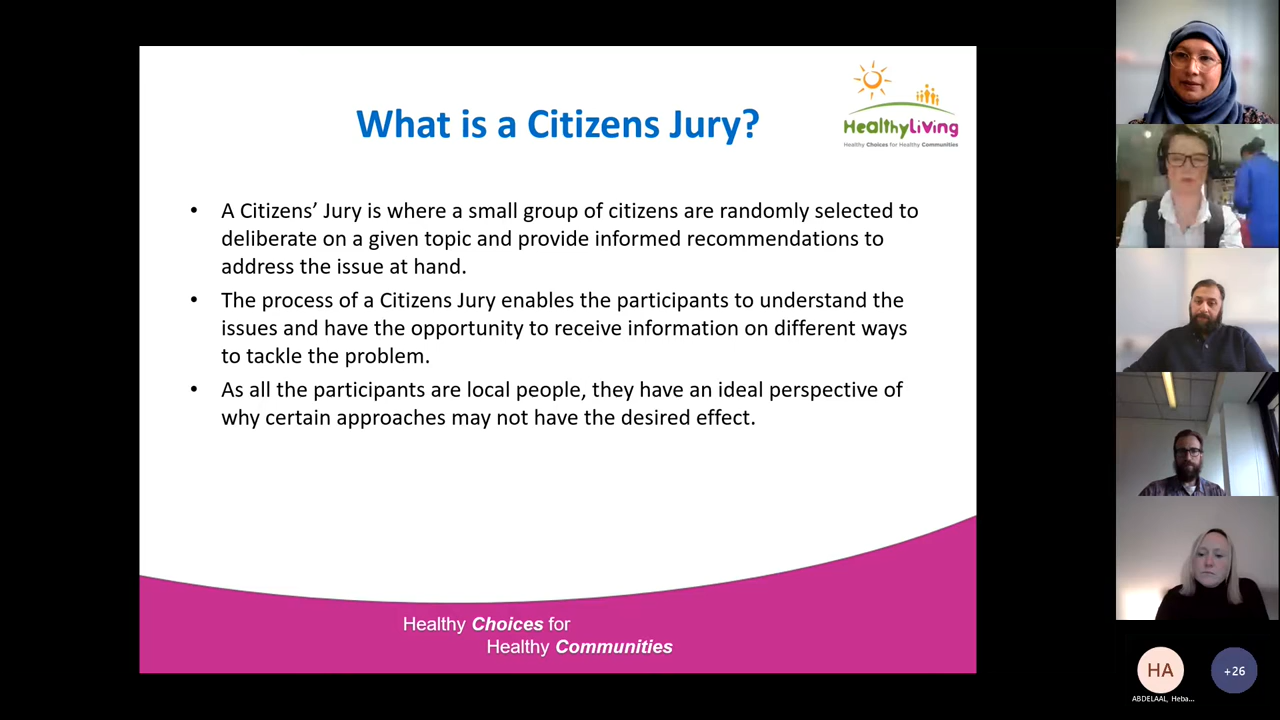 What is a Citizens Jury?
HealthyLiving
Healthy Choices for Healthy Communities
• A Citizens’ Jury is where a small group of citizens are randomly selected to
deliberate on a given topic and provide informed recommendations to
address the issue at hand.
• The process of a Citizens Jury enables the participants to understand the
issues and have the opportunity to receive information on different ways
to tackle the problem.
• As all the participants are local people, they have an ideal perspective of
why certain approaches may not have the desired effect.
Healthy Choices for
Healthy Communities
HA
+26
ABDELAAL, Heba...